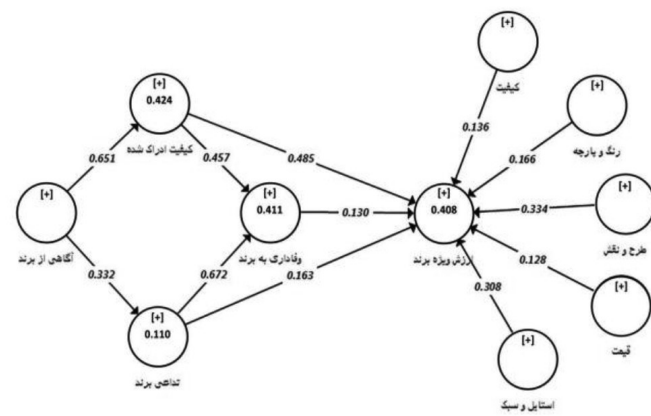 [+]
کیفیت
[+]
0.424
کیفیت ادراک شده
[+]
رنگ و پارچه
0.136
0.166
0.651
0.457
0.485
[+]
آگاهی از برند
[+]
0.411
وفاداری به برند
0.130
[+]
0.408
ارزش ویژه برند
0.334
[+]
طرح و نقش
0.332
0.672
0.163
0.128
0.308
[+]
قیمت
[+]
0.110
تداعی برند
[+]
استایل و سبک